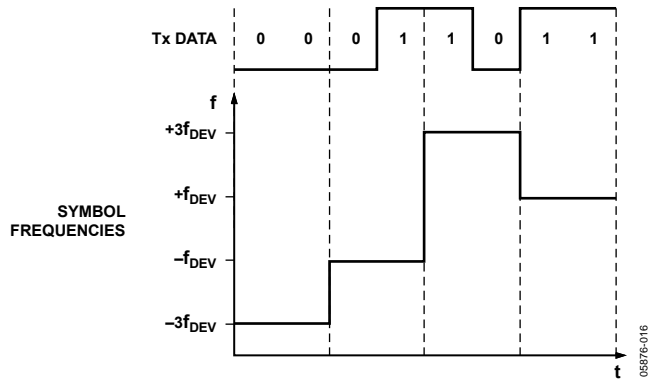 Tx DATA 0 0 0 1 1 0 1 1
f
+3fDEV
+fDEV
SYMBOL
FREQUENCIES
–fDEV
–3fDEV
t
05876-016